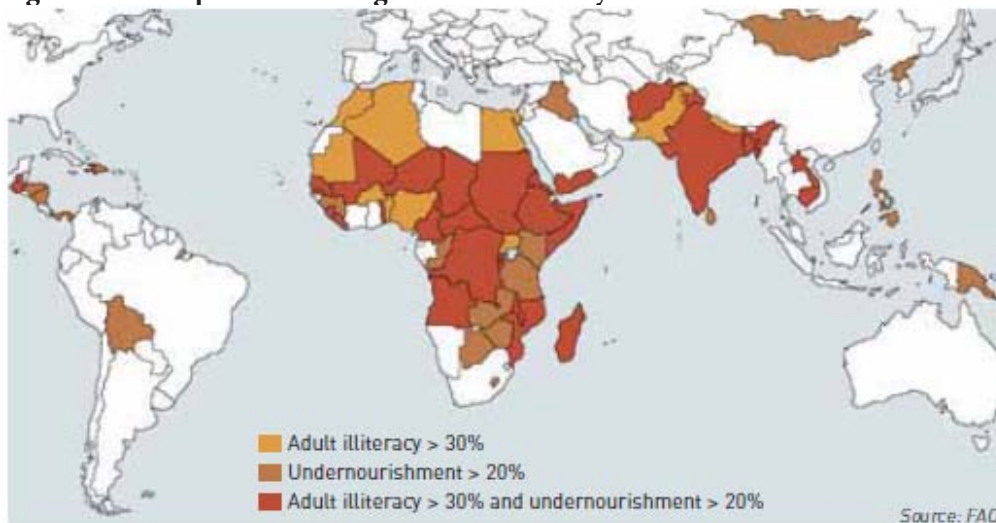 Adult illiteracy > 30%
Undernourishment > 20%
Adult illiteracy > 30% and undernourishment > 20%
Source: FAO